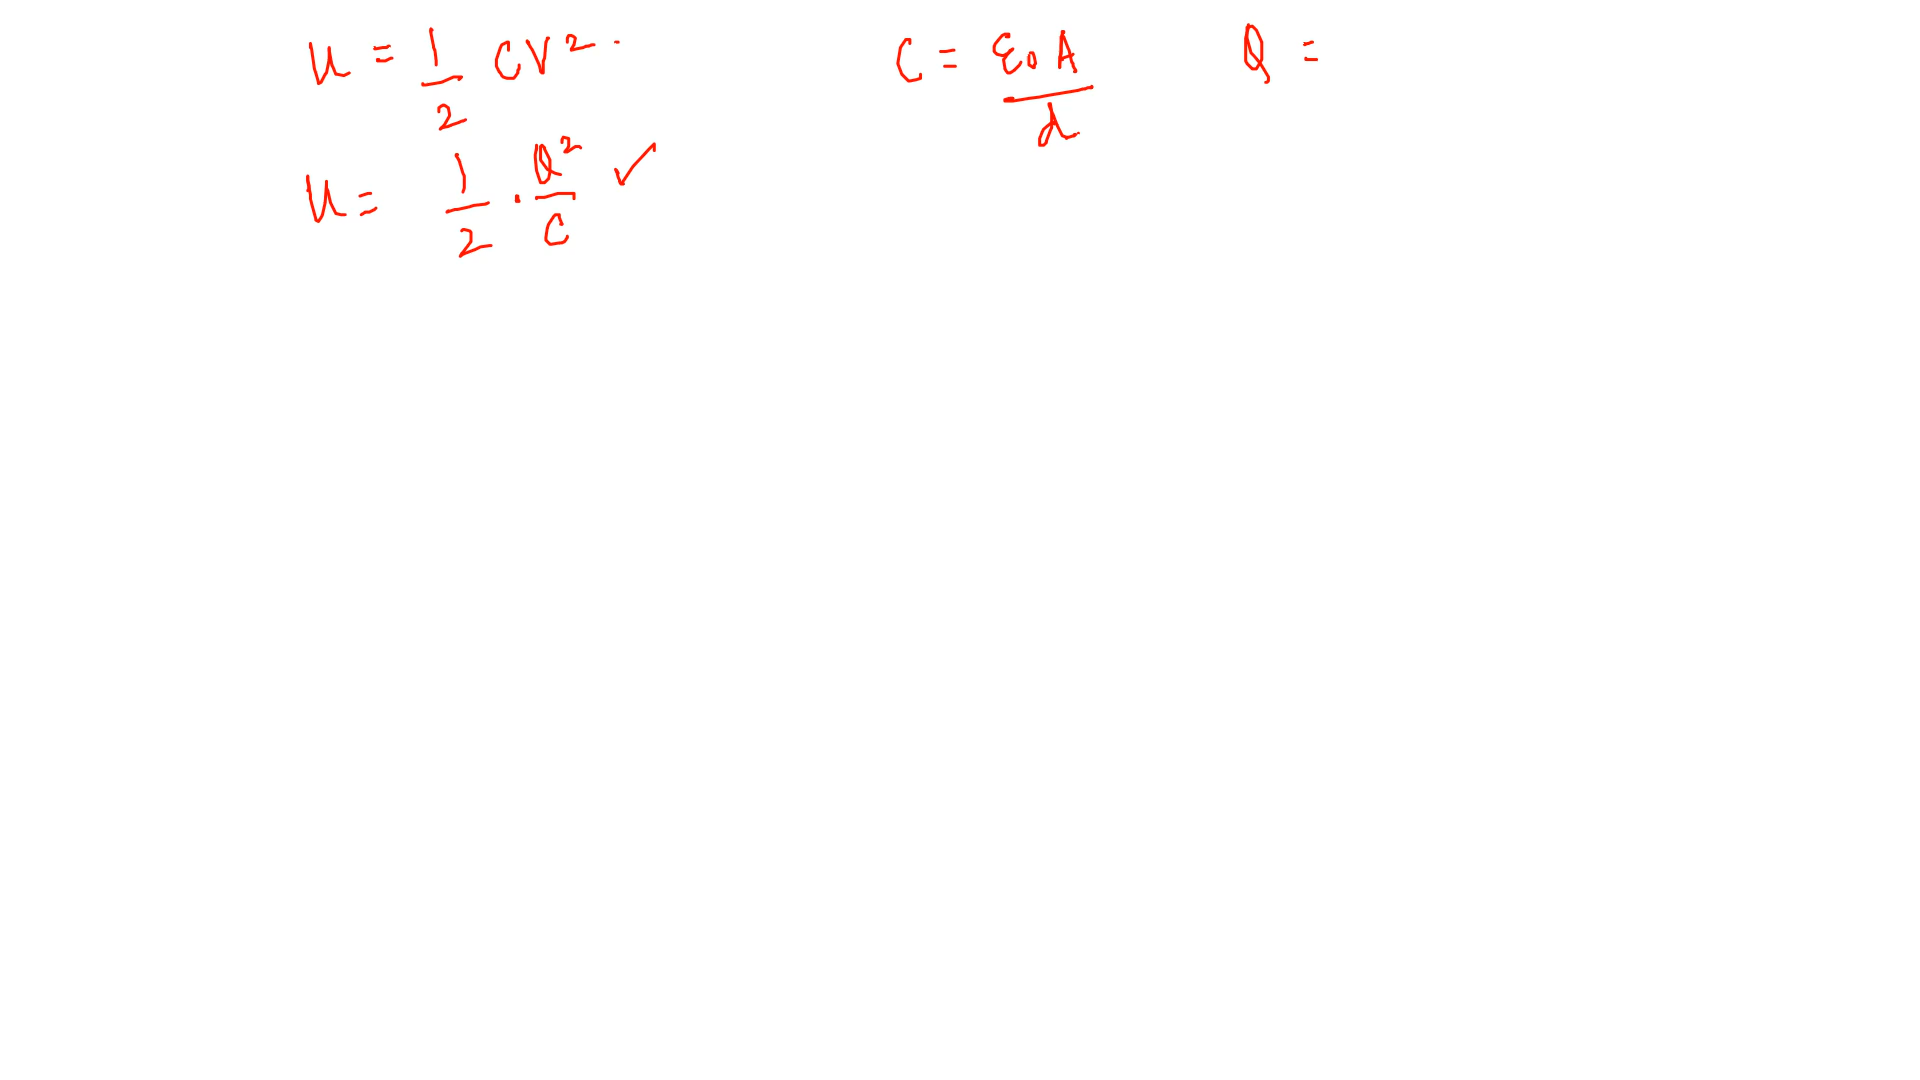 U = 1/2 CV² · C = ε₀A/d Q =
U = 1/2 · Q²/C ✓